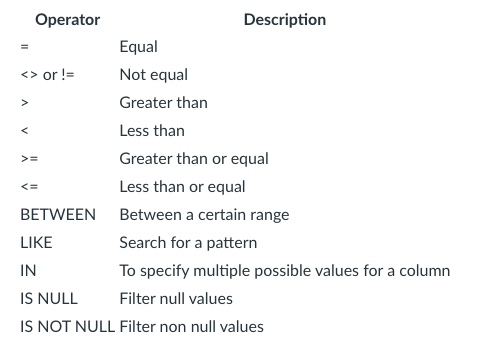 Operator Description
= Equal
<> or != Not equal
> Greater than
< Less than
>= Greater than or equal
<= Less than or equal
BETWEEN Between a certain range
LIKE Search for a pattern
IN To specify multiple possible values for a column
IS NULL Filter null values
IS NOT NULL Filter non null values